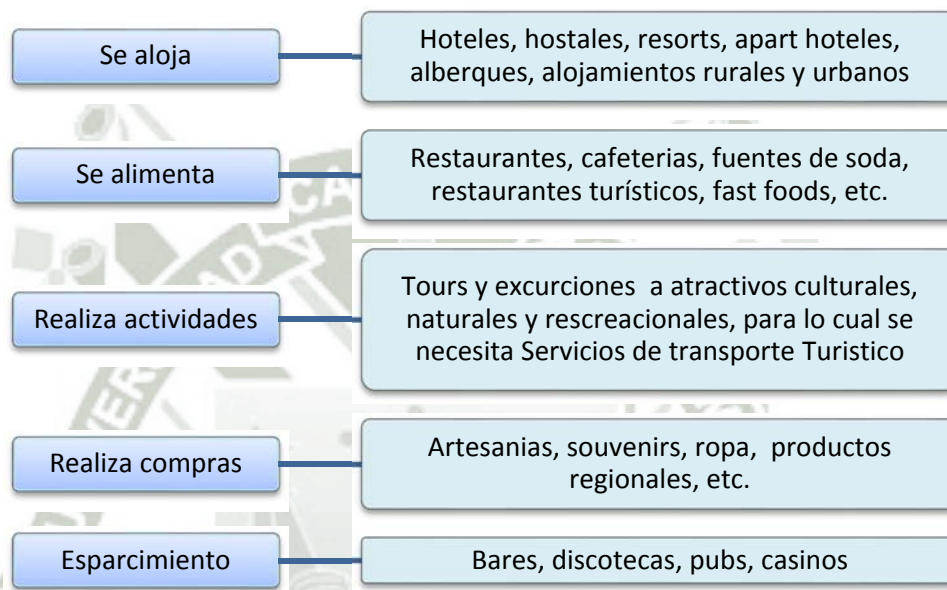 Se aloja
Hoteles, hostales, resorts, apart hoteles,
alberques, alojamientos rurales y urbanos
Se alimenta
Restaurantes, cafeterias, fuentes de soda,
restaurantes turísticos, fast foods, etc.
Realiza actividades
Tours y excurciones  a atractivos culturales,
naturales y rescreacionales, para lo cual se
necesita Servicios de transporte Turistico
Realiza compras
Artesanias, souvenirs, ropa,  productos
regionales, etc.
Esparcimiento
Bares, discotecas, pubs, casinos